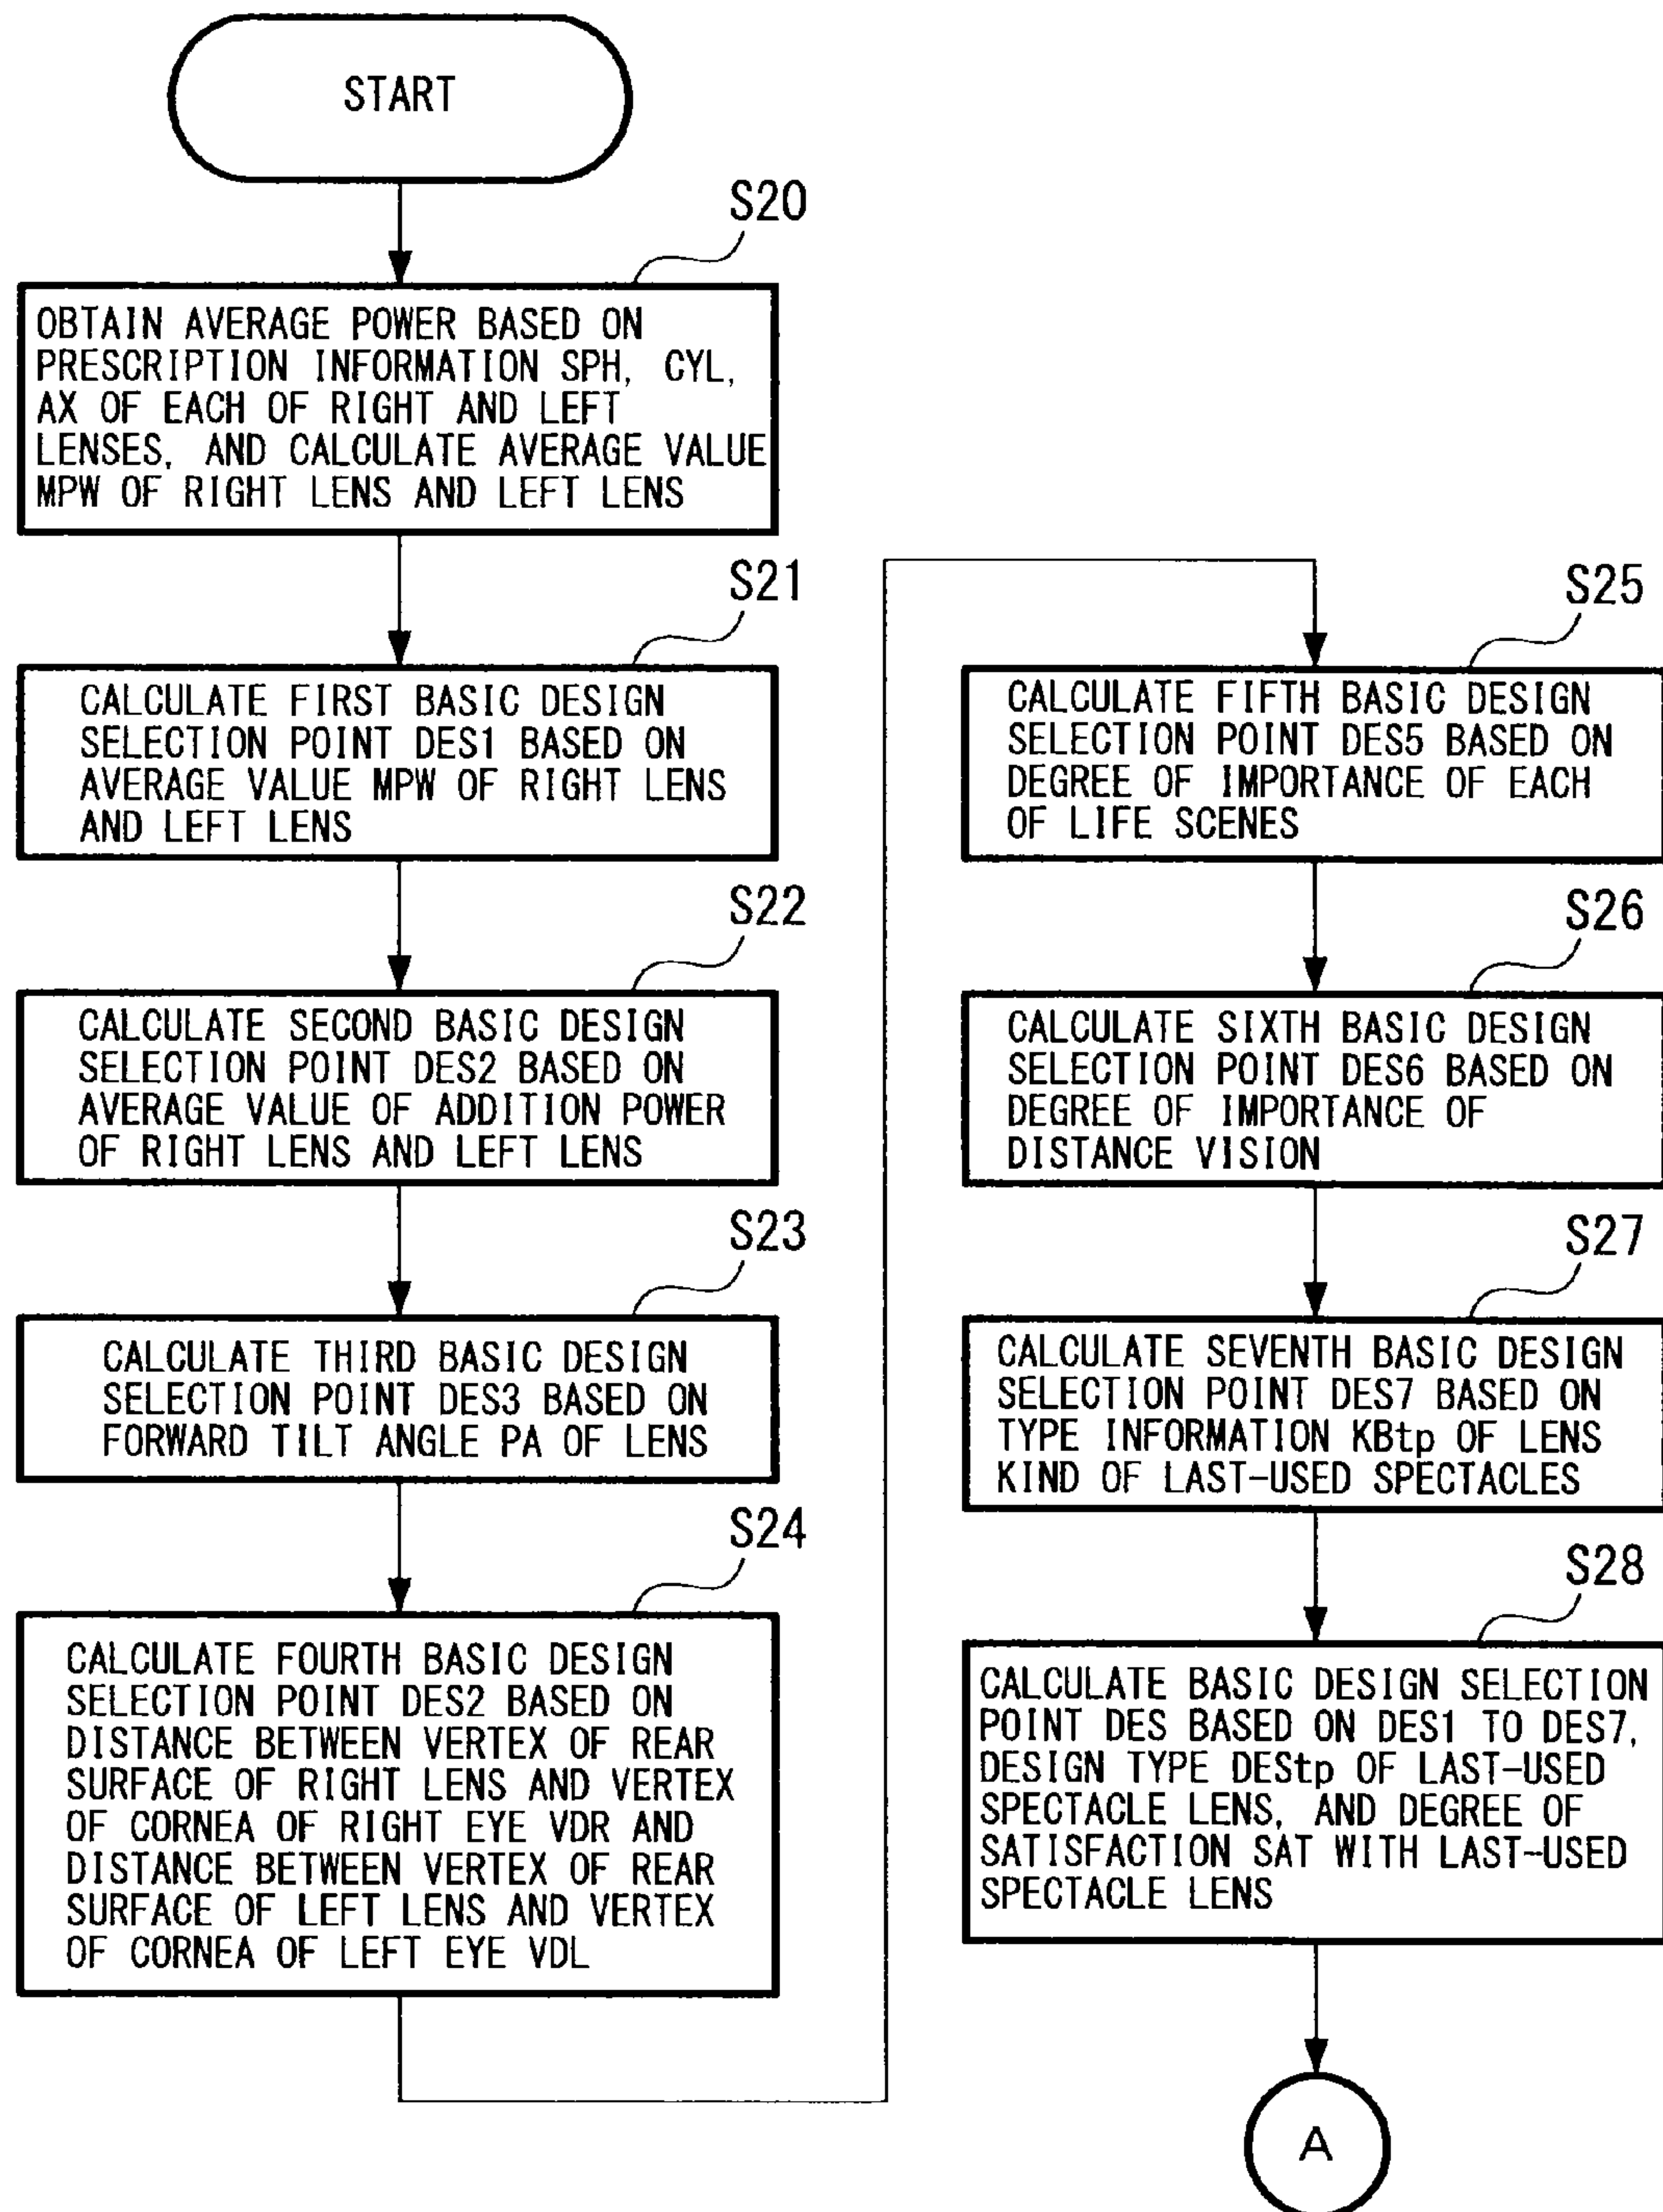 START
S20
OBTAIN AVERAGE POWER BASED ON
PRESCRIPTION INFORMATION SPH, CYL,
AX OF EACH OF RIGHT AND LEFT
LENSES, AND CALCULATE AVERAGE VALUE
MPW OF RIGHT LENS AND LEFT LENS
S21
CALCULATE FIRST BASIC DESIGN
SELECTION POINT DES1 BASED ON
AVERAGE VALUE MPW OF RIGHT LENS
AND LEFT LENS
S22
CALCULATE SECOND BASIC DESIGN
SELECTION POINT DES2 BASED ON
AVERAGE VALUE OF ADDITION POWER
OF RIGHT LENS AND LEFT LENS
S23
CALCULATE THIRD BASIC DESIGN
SELECTION POINT DES3 BASED ON
FORWARD TILT ANGLE PA OF LENS
S24
CALCULATE FOURTH BASIC DESIGN
SELECTION POINT DES2 BASED ON
DISTANCE BETWEEN VERTEX OF REAR
SURFACE OF RIGHT LENS AND VERTEX
OF CORNEA OF RIGHT EYE VDR AND
DISTANCE BETWEEN VERTEX OF REAR
SURFACE OF LEFT LENS AND VERTEX
OF CORNEA OF LEFT EYE VDL
S25
CALCULATE FIFTH BASIC DESIGN
SELECTION POINT DES5 BASED ON
DEGREE OF IMPORTANCE OF EACH
OF LIFE SCENES
S26
CALCULATE SIXTH BASIC DESIGN
SELECTION POINT DES6 BASED ON
DEGREE OF IMPORTANCE OF
DISTANCE VISION
S27
CALCULATE SEVENTH BASIC DESIGN
SELECTION POINT DES7 BASED ON
TYPE INFORMATION KBtp OF LENS
KIND OF LAST-USED SPECTACLES
S28
CALCULATE BASIC DESIGN SELECTION
POINT DES BASED ON DES1 TO DES7,
DESIGN TYPE DEStp OF LAST-USED
SPECTACLE LENS, AND DEGREE OF
SATISFACTION SAT WITH LAST-USED
SPECTACLE LENS
A